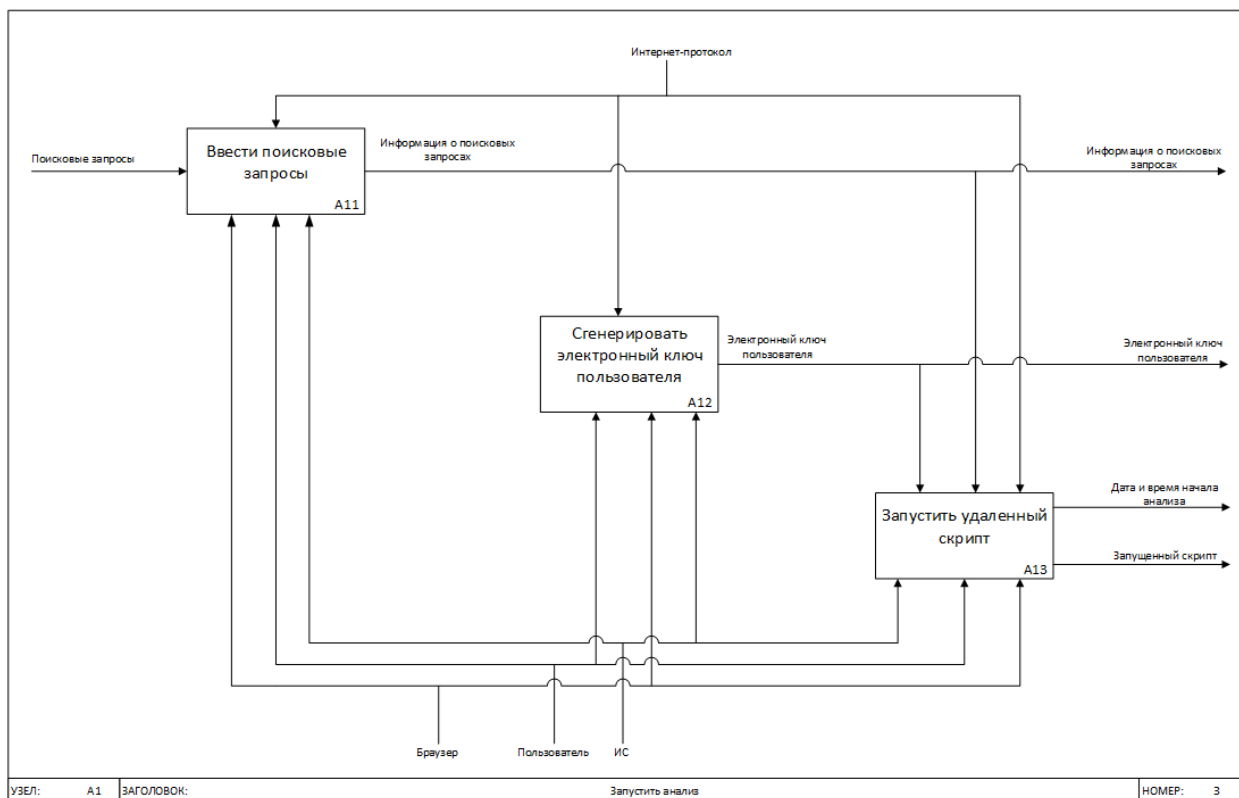 Интернет-протокол
Ввести поисковые
запросы
A11
Поисковые запросы
Информация о поисковых
запросах
Информация о поисковых
запросах
Сгенерировать
электронный ключ
пользователя
A12
Электронный ключ
пользователя
Электронный ключ
пользователя
Запустить удаленный
скрипт
A13
Дата и время начала
анализа
Запущенный скрипт
Браузер
Пользователь
ИС
УЗЕЛ: A1 ЗАГОЛОВОК: Запустить анализ НОМЕР: 3